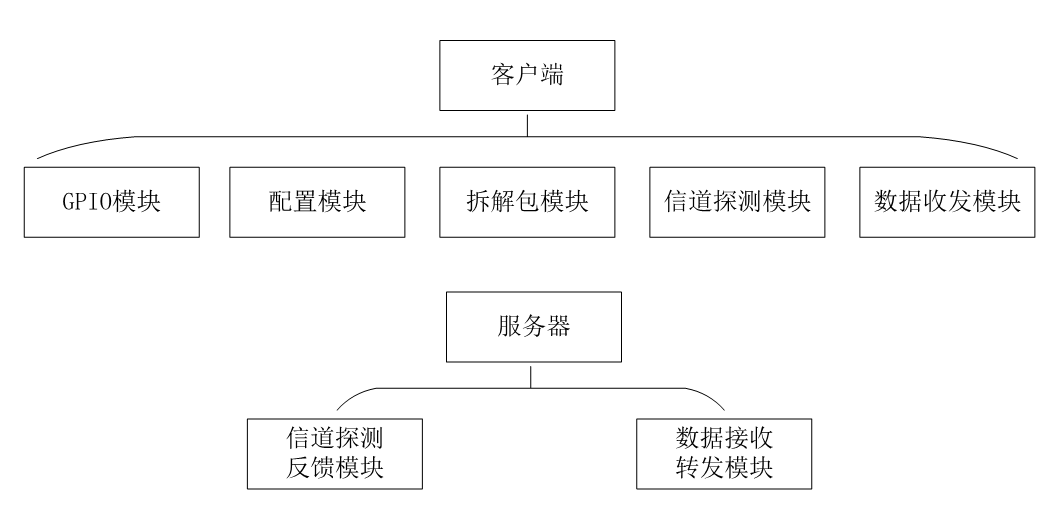 客户端
GPIO模块
配置模块
拆解包模块
信道探测模块
数据收发模块
服务器
信道探测
反馈模块
数据接收
转发模块